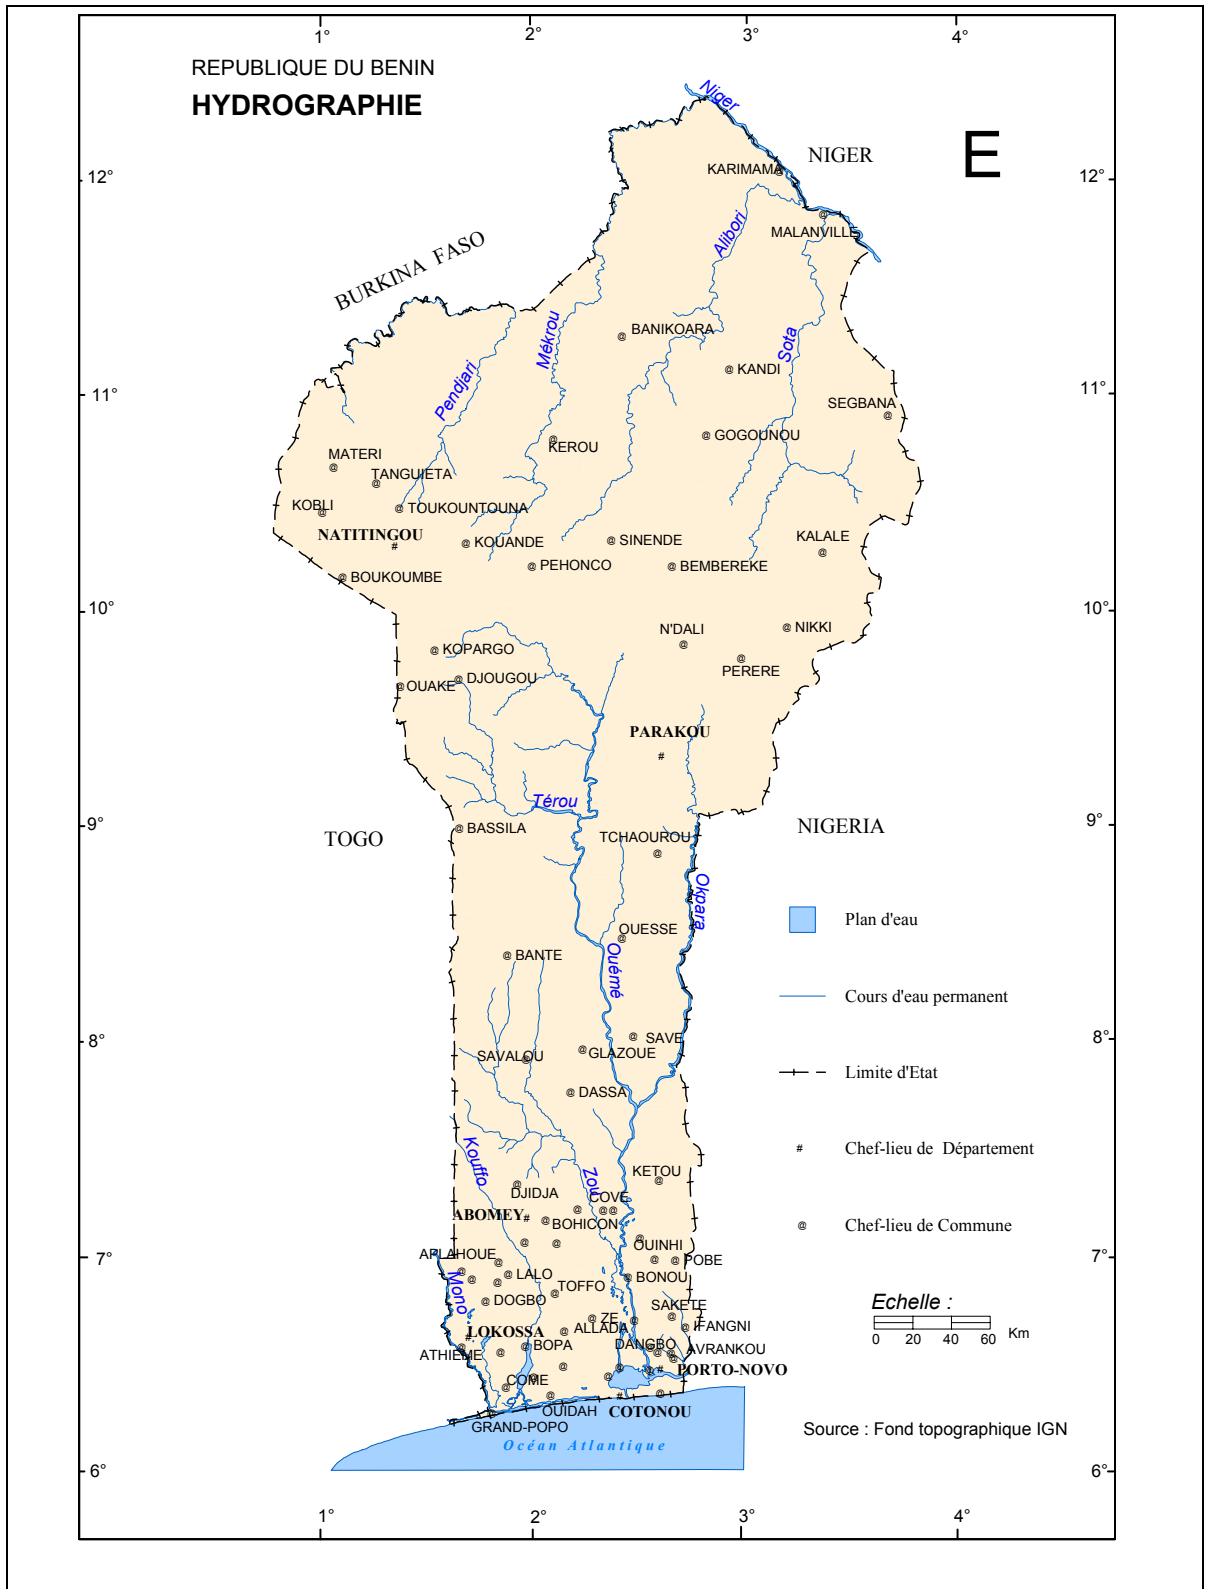 1°
2°
3°
4°
REPUBLIQUE DU BENIN
HYDROGRAPHIE
Niger
E
NIGER
KARIMAMA
12°
12°
Alibori
MALANVILLE
BURKINA FASO
BANIKOARA
Mékrou
Sota
Pendjari
KANDI
11°
11°
SEGBANA
GOGOUNOU
KEROU
MATERI
TANGUIETA
KOBLI
TOUKOUNTOUNA
NATITINGOU
KOUANDE
SINENDE
KALALE
PEHONCO
BEMBEREKE
BOUKOUMBE
10°
10°
N'DALI
NIKKI
KOPARGO
PERERE
OUAKE
DJOUGOU
PARAKOU
Térou
9°
BASSILA
TOGO
TCHAOUROU
NIGERIA
9°
Okpara
Plan d'eau
OUESSE
BANTE
Ouémé
Cours d'eau permanent
8°
SAVE
8°
SAVALOU
GLAZOUE
Limite d'Etat
DASSA
Kouffo
Zou
KETOU
Chef-lieu de Département
DJIDJA
COVE
ABOMEY
BOHICON
Chef-lieu de Commune
7°
APLAHOUE
OUINHI
POBE
7°
Mono
LALO
BONOU
TOFFO
DOGBO
SAKETE
Echelle :
ZE
IFANGNI
LOKOSSA
ALLADA
0 20 40 60 Km
ATHIEME
BOPA
DANGBO
AVRANKOU
PORTO-NOVO
COME
OUIDAH
COTONOU
GRAND-POPO
Source : Fond topographique IGN
Océan Atlantique
6°
6°
1°
2°
3°
4°